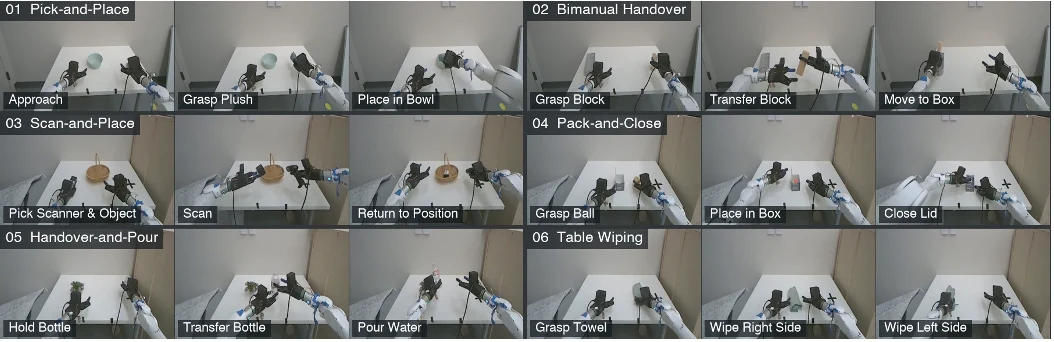 01 Pick-and-Place
Approach
Grasp Plush
Place in Bowl
02 Bimanual Handover
Grasp Block
Transfer Block
Move to Box
03 Scan-and-Place
Pick Scanner & Object
Scan
Return to Position
04 Pack-and-Close
Grasp Ball
Place in Box
Close Lid
05 Handover-and-Pour
Hold Bottle
Transfer Bottle
Pour Water
06 Table Wiping
Grasp Towel
Wipe Right Side
Wipe Left Side